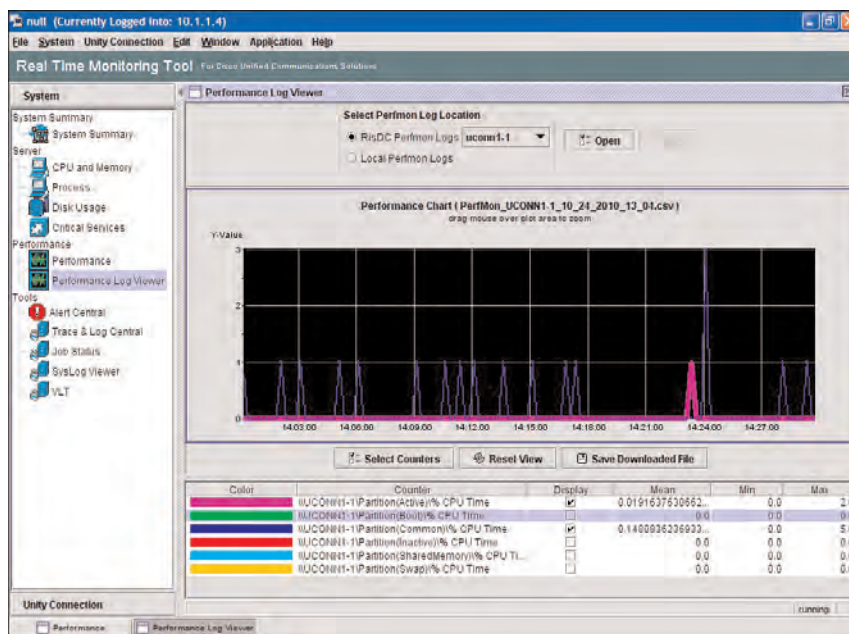 null (Currently Logged into: 10.1.1.4)
File System Unity Connection Edit Window Application Help
Real Time Monitoring Tool For Cisco Unified Communications Solutions
System
System Summary
System Summary
Server
CPU and Memory
Process
Disk Usage
Critical Services
Performance
Performance
Performance Log Viewer
Tools
Alert Central
Trace & Log Central
Job Status
SysLog Viewer
VLT
Unity Connection
Performance Log Viewer
Select Perfmon Log Location
RisDC Perfmon Logs uconn1-1 Open
Local Perfmon Logs
Performance Chart ( PerfMon_UCONN1-1_10_24_2010_13_04.csv )
drag mouse over plot area to zoom
Y-Value
3
2
1
0
14:03:00 14:06:00 14:09:00 14:12:00 14:15:00 14:18:00 14:21:00 14:24:00 14:27:00
Select Counters Reset View Save Downloaded File
Color Counter Display Mean Min Max
\\UCONN1-1\Partition(Active)\% CPU Time 0.0 2.
\\UCONN1-1\Partition(Boot)\% CPU Time 0.0 0.0
\\UCONN1-1\Partition(Common)\% CPU Time 0.0 5.
\\UCONN1-1\Partition(Inactive)\% CPU Time 0.0 0.0
\\UCONN1-1\Partition(SharedMemory)\% CPU Ti... 0.0 0.0
\\UCONN1-1\Partition(Swap)\% CPU Time 0.0 0.0
running
Performance Performance Log Viewer